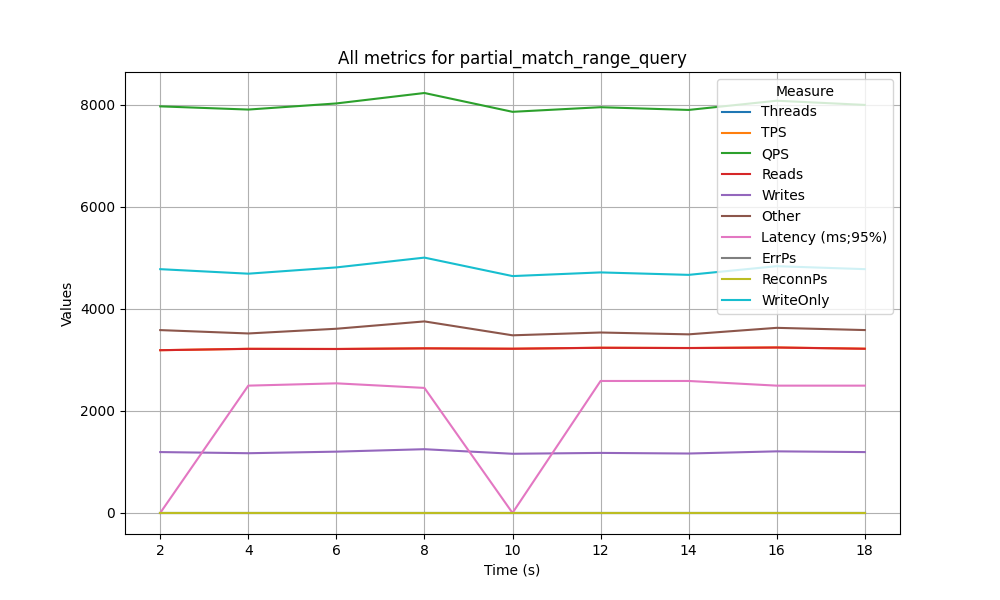 All metrics for partial_match_range_query
Measure
Threads
TPS
QPS
Reads
Writes
Other
Latency (ms;95%)
ErrPs
ReconnPs
WriteOnly
Values
8000
6000
4000
2000
0
2 4 6 8 10 12 14 16 18
Time (s)